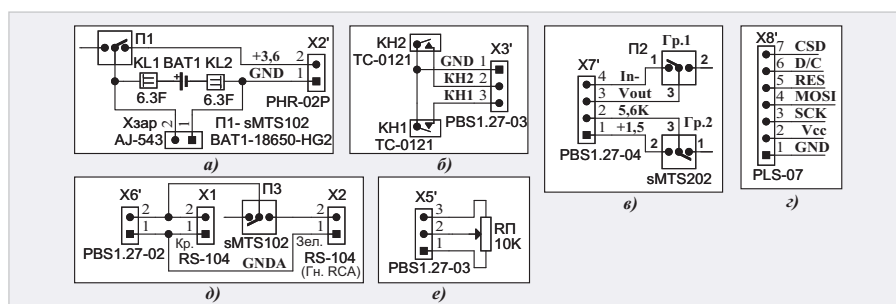 П1
KL1 BAT1 KL2
6.3F 6.3F
+3,6 2
GND 1
X2'
PHR-02P
Xзар 2 1
AJ-543
П1- sMTS102
BAT1-18650-HG2
а)
КН2
TC-0121
GND 1
КН2 2
КН1 3
X3'
КН1
TC-0121
PBS1.27-03
б)
X7'
4 In-
3 Vout
2 5,6K
1 +1,5
PBS1.27-04
П2 Гр.1
1 2
3
Гр.2
3
2 1
sMTS202
в)
X8'
7 CSD
6 D/C
5 RES
4 MOSI
3 SCK
2 Vcc
1 GND
PLS-07
г)
X6' X1 П3 X2
2 2 2
1 1 1
PBS1.27-02
Кр.
RS-104
sMTS102
GNDA
Зел.
RS-104
(Гн. RCA)
д)
X5'
3
2
1
RП
10K
PBS1.27-03
е)